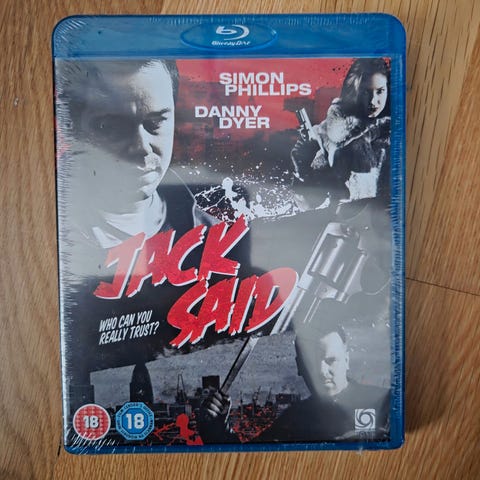 Blu-ray Disc
SIMON
PHILLIPS
DANNY
DYER
JACK
SAID
WHO CAN YOU
REALLY TRUST?
18
18